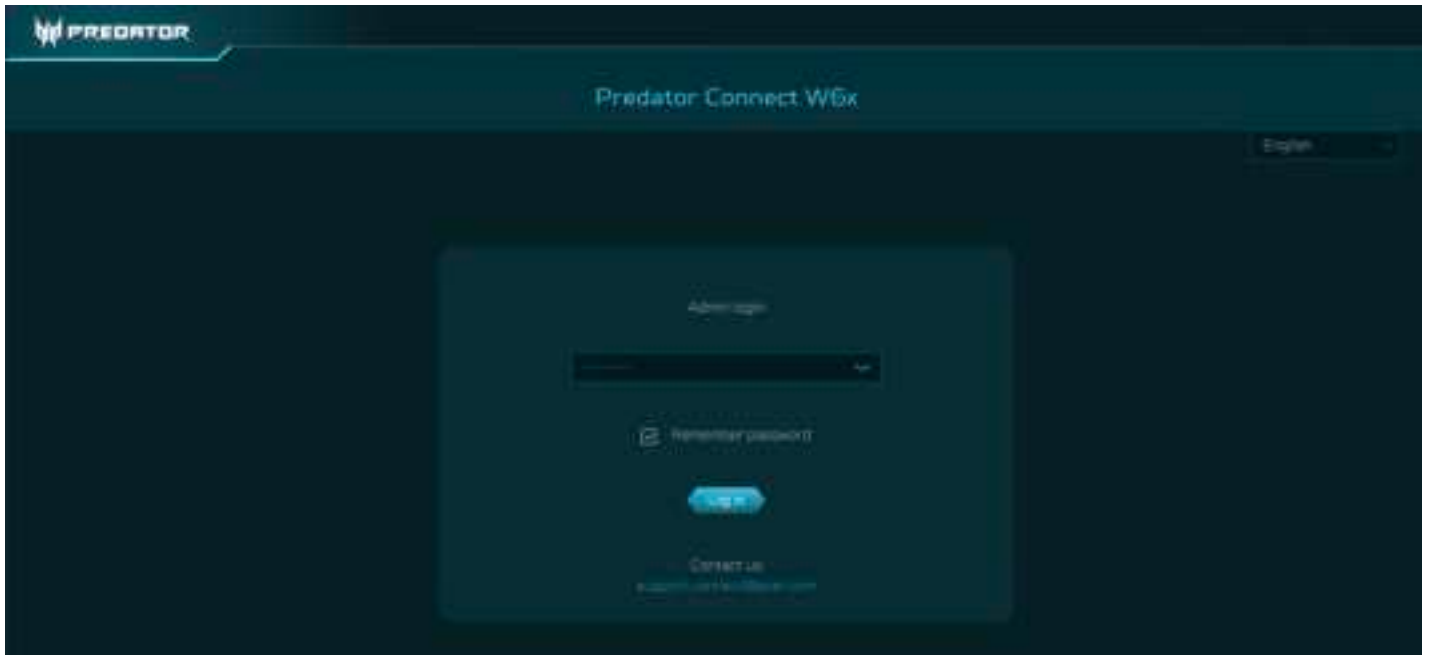 PREDATOR
Predator Connect W6x
English
Admin login
Remember password
Log in
Contact us